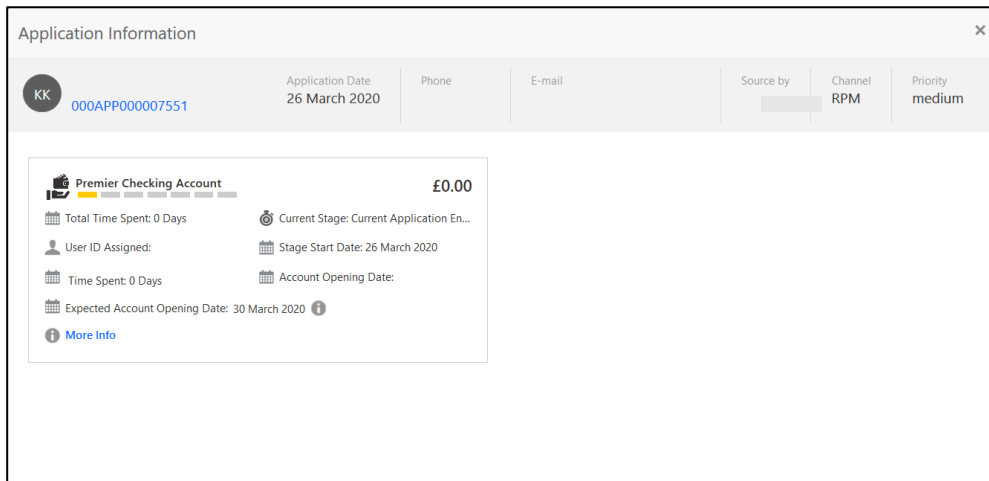 Application Information
×
KK
000APP000007551
Application Date
26 March 2020
Phone
E-mail
Source by
Channel
RPM
Priority
medium
Premier Checking Account
£0.00
Total Time Spent: 0 Days
Current Stage: Current Application En...
User ID Assigned:
Stage Start Date: 26 March 2020
Time Spent: 0 Days
Account Opening Date:
Expected Account Opening Date: 30 March 2020
More Info